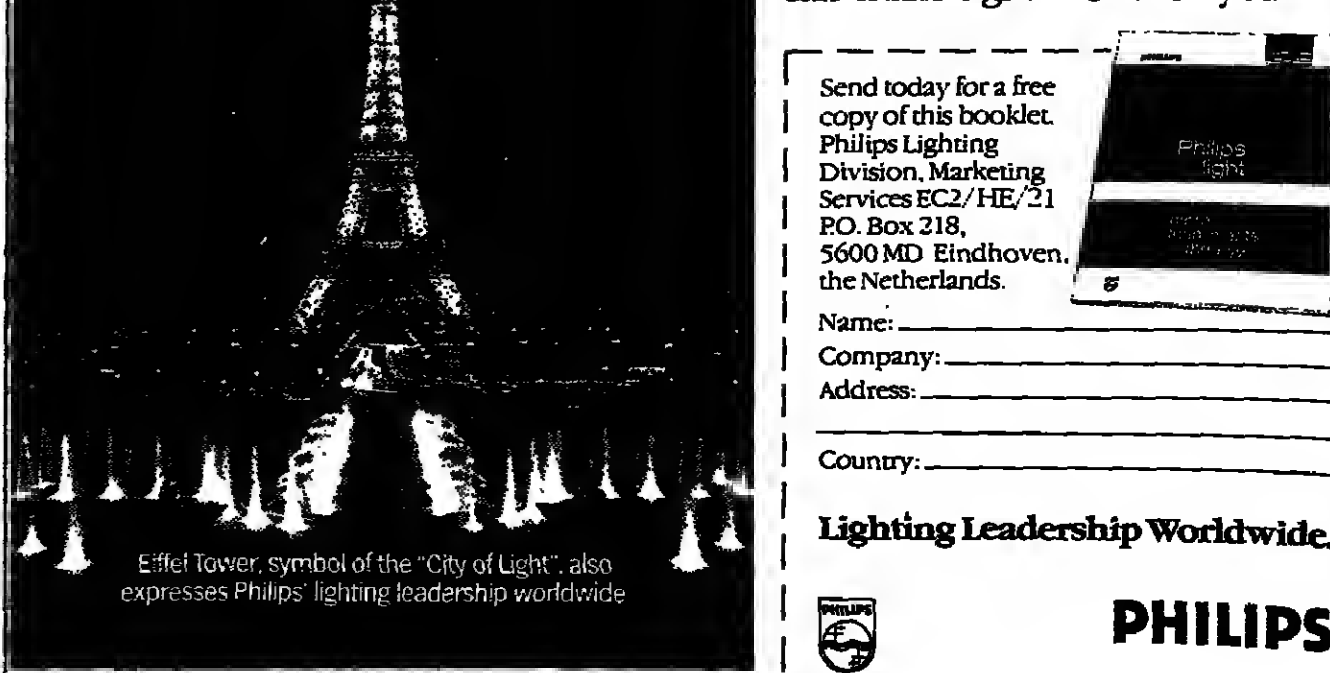 Eiffel Tower, symbol of the "City of Light", also
expresses Philips' lighting leadership worldwide
Send today for a free
copy of this booklet.
Philips Lighting
Division, Marketing
Services EC2/HE/21
P.O. Box 218,
5600 MD Eindhoven,
the Netherlands.
PHILIPS
Philips
light
Name:
Company:
Address:
Country:
Lighting Leadership Worldwide.
PHILIPS
PHILIPS